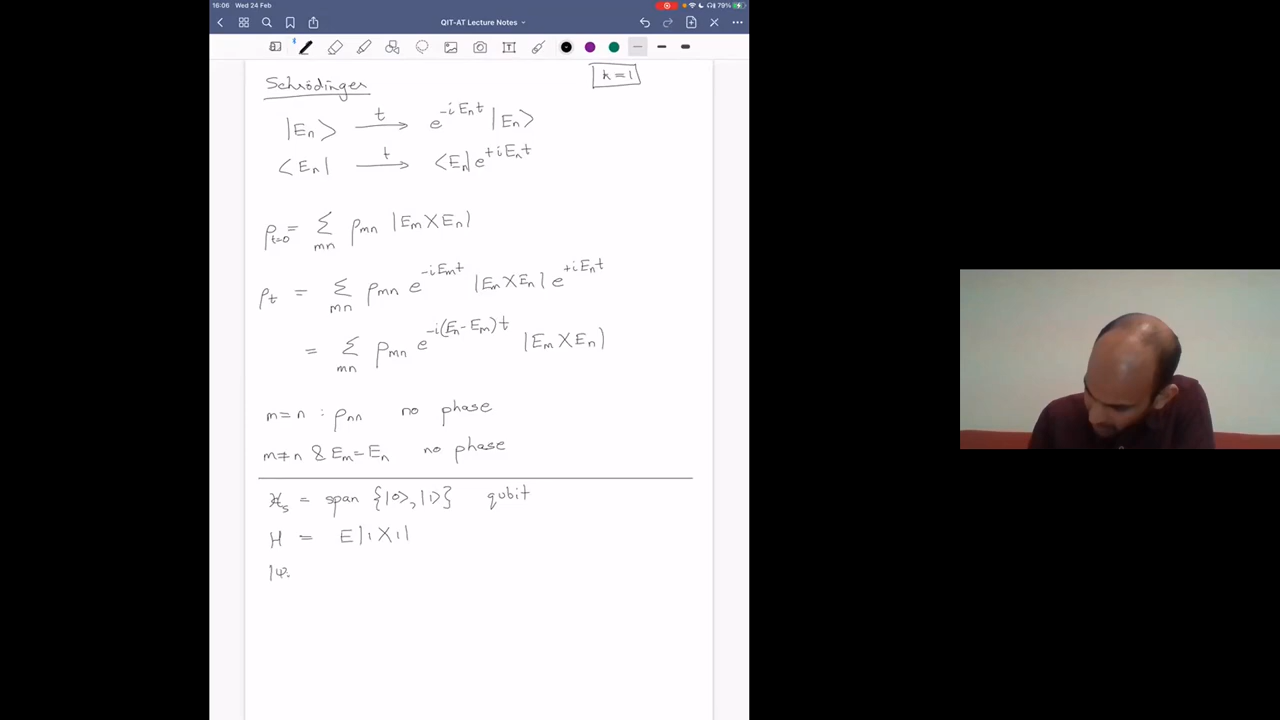 16:06 Wed 24 Feb 79%
QIT-AT Lecture Notes
Schrödinger
ħ = 1
|Eₙ⟩ —t→ e^{-iEₙt} |Eₙ⟩
⟨Eₙ| —t→ ⟨Eₙ| e^{+iEₙt}
ρ_{t=0} = Σ_{mn} ρ_{mn} |E_m⟩⟨E_n|
ρ_t = Σ_{mn} ρ_{mn} e^{-iE_mt} |E_m⟩⟨E_n| e^{+iE_nt}
= Σ_{mn} ρ_{mn} e^{-i(E_n-E_m)t} |E_m⟩⟨E_n|
m=n : ρ_{nn} no phase
m≠n & E_m=E_n no phase
ℋ_s = span {|0⟩,|1⟩} qubit
H = E|1⟩⟨1|
|ψ